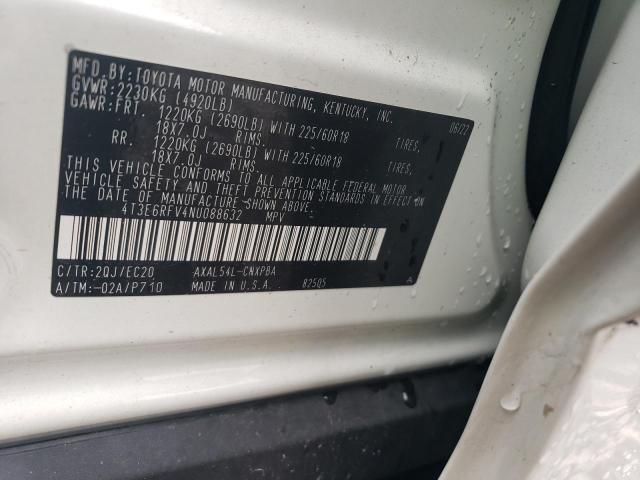 MFD. BY: TOYOTA MOTOR MANUFACTURING, KENTUCKY, INC.
GVWR: 2230KG (4920LB) 06/22
GAWR: FRT. 1220KG (2690LB) WITH 225/60R18 TIRES,
18X7.0J RIMS,
RR. 1220KG (2690LB) WITH 225/60R18 TIRES,
18X7.0J RIMS,
THIS VEHICLE CONFORMS TO ALL APPLICABLE FEDERAL MOTOR
VEHICLE SAFETY AND THEFT PREVENTION STANDARDS IN EFFECT ON
THE DATE OF MANUFACTURE SHOWN ABOVE.
4T3E6RFV4NU088632 MPV
C/TR:2QJ/EC20 AXAL54L-CNXPBA
A/TM:-02A/P710 MADE IN U.S.A. 82505 A